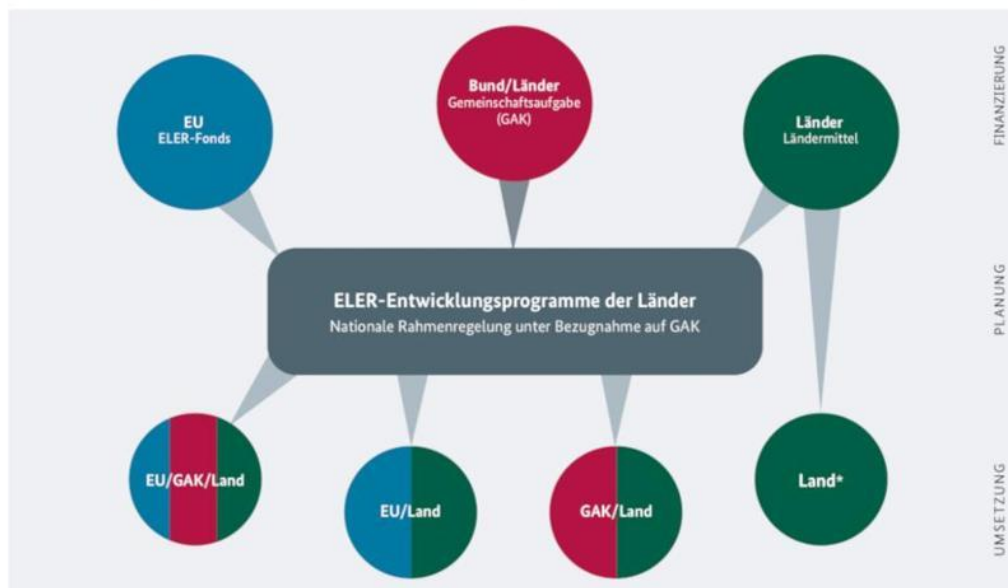 EU
ELER-Fonds
Bund/Länder
Gemeinschaftsaufgabe
(GAK)
Länder
Ländermittel
FINANZIERUNG
ELER-Entwicklungsprogramme der Länder
Nationale Rahmenregelung unter Bezugnahme auf GAK
PLANUNG
EU/GAK/Land
EU/Land
GAK/Land
Land*
UMSETZUNG